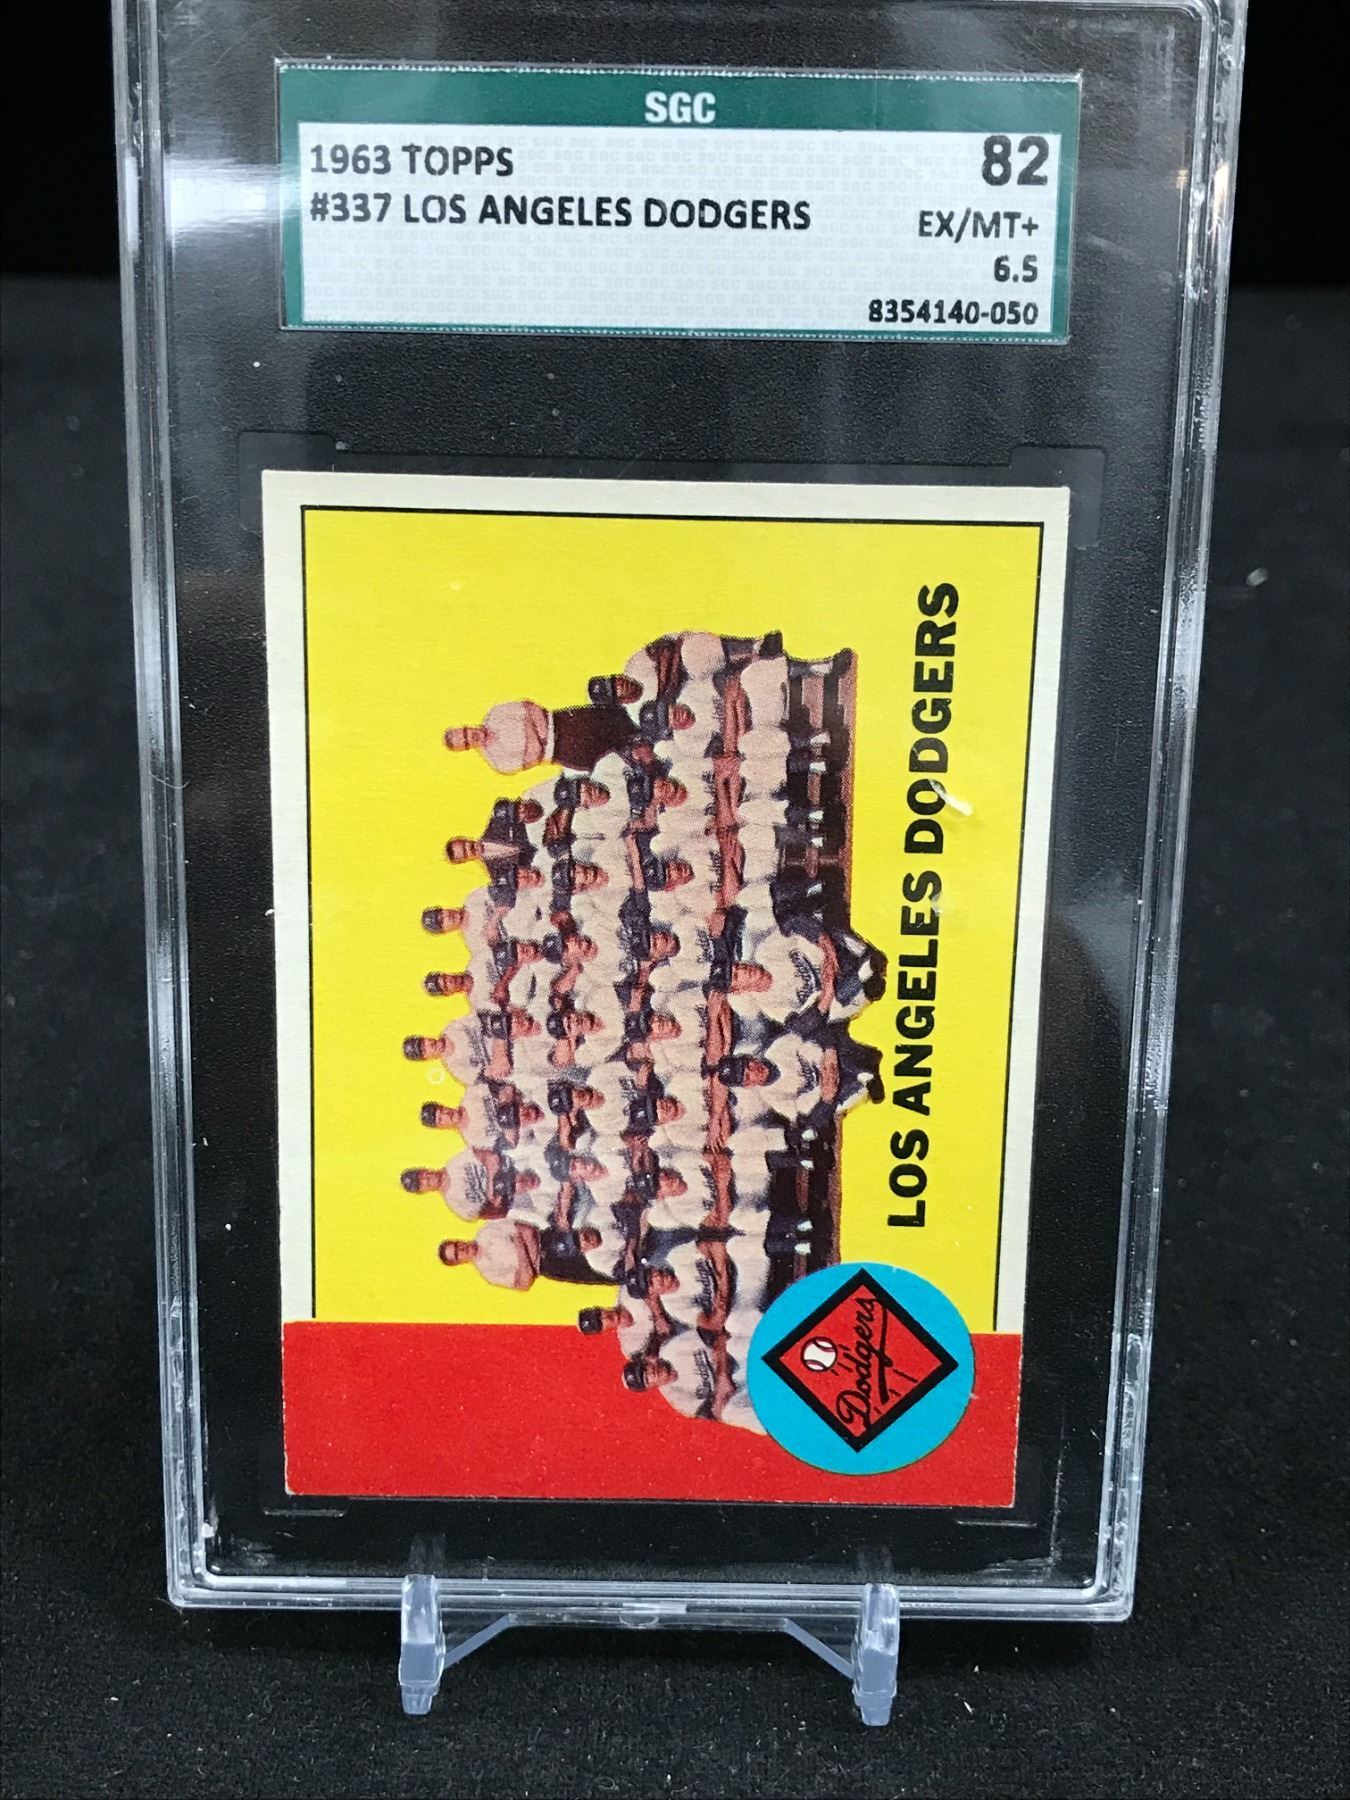 SGC
1963 TOPPS
82
#337 LOS ANGELES DODGERS
EX/MT+
6.5
8354140-050
LOS ANGELES DODGERS
Dodgers